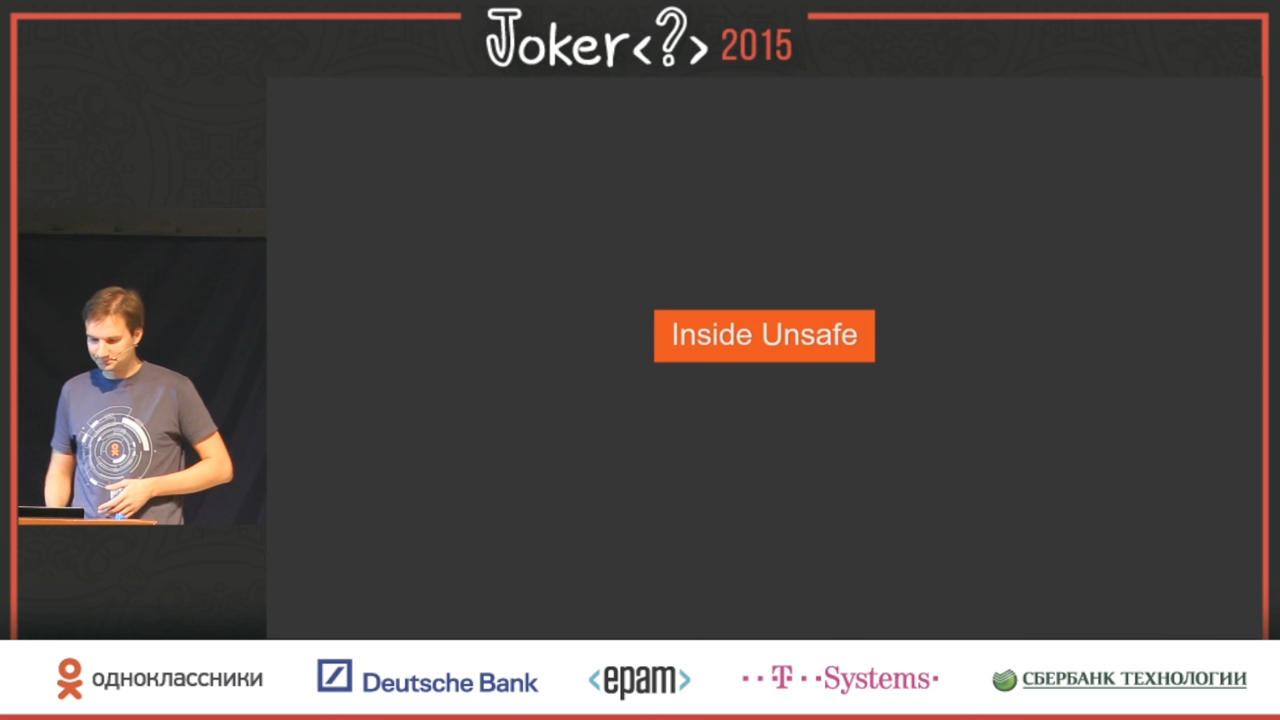 Joker<?> 2015
Inside Unsafe
одноклассники
Deutsche Bank
<epam>
··T··Systems·
СБЕРБАНК ТЕХНОЛОГИИ